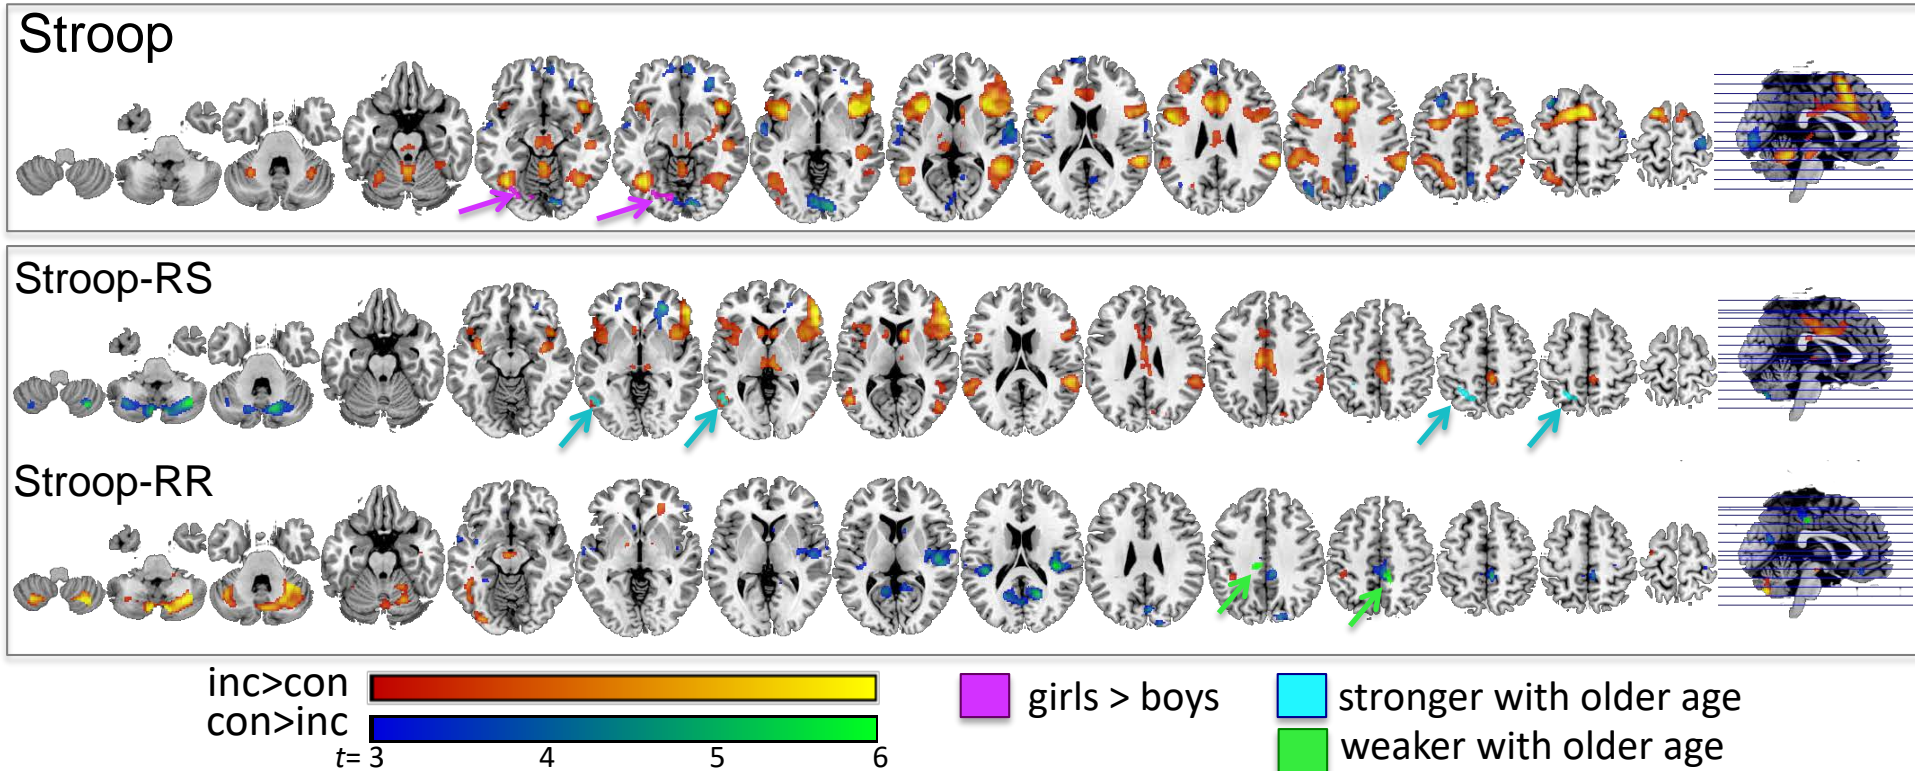 Stroop
Stroop-RS
Stroop-RR
inc>con
con>inc
t= 3 4 5 6
girls > boys
stronger with older age
weaker with older age